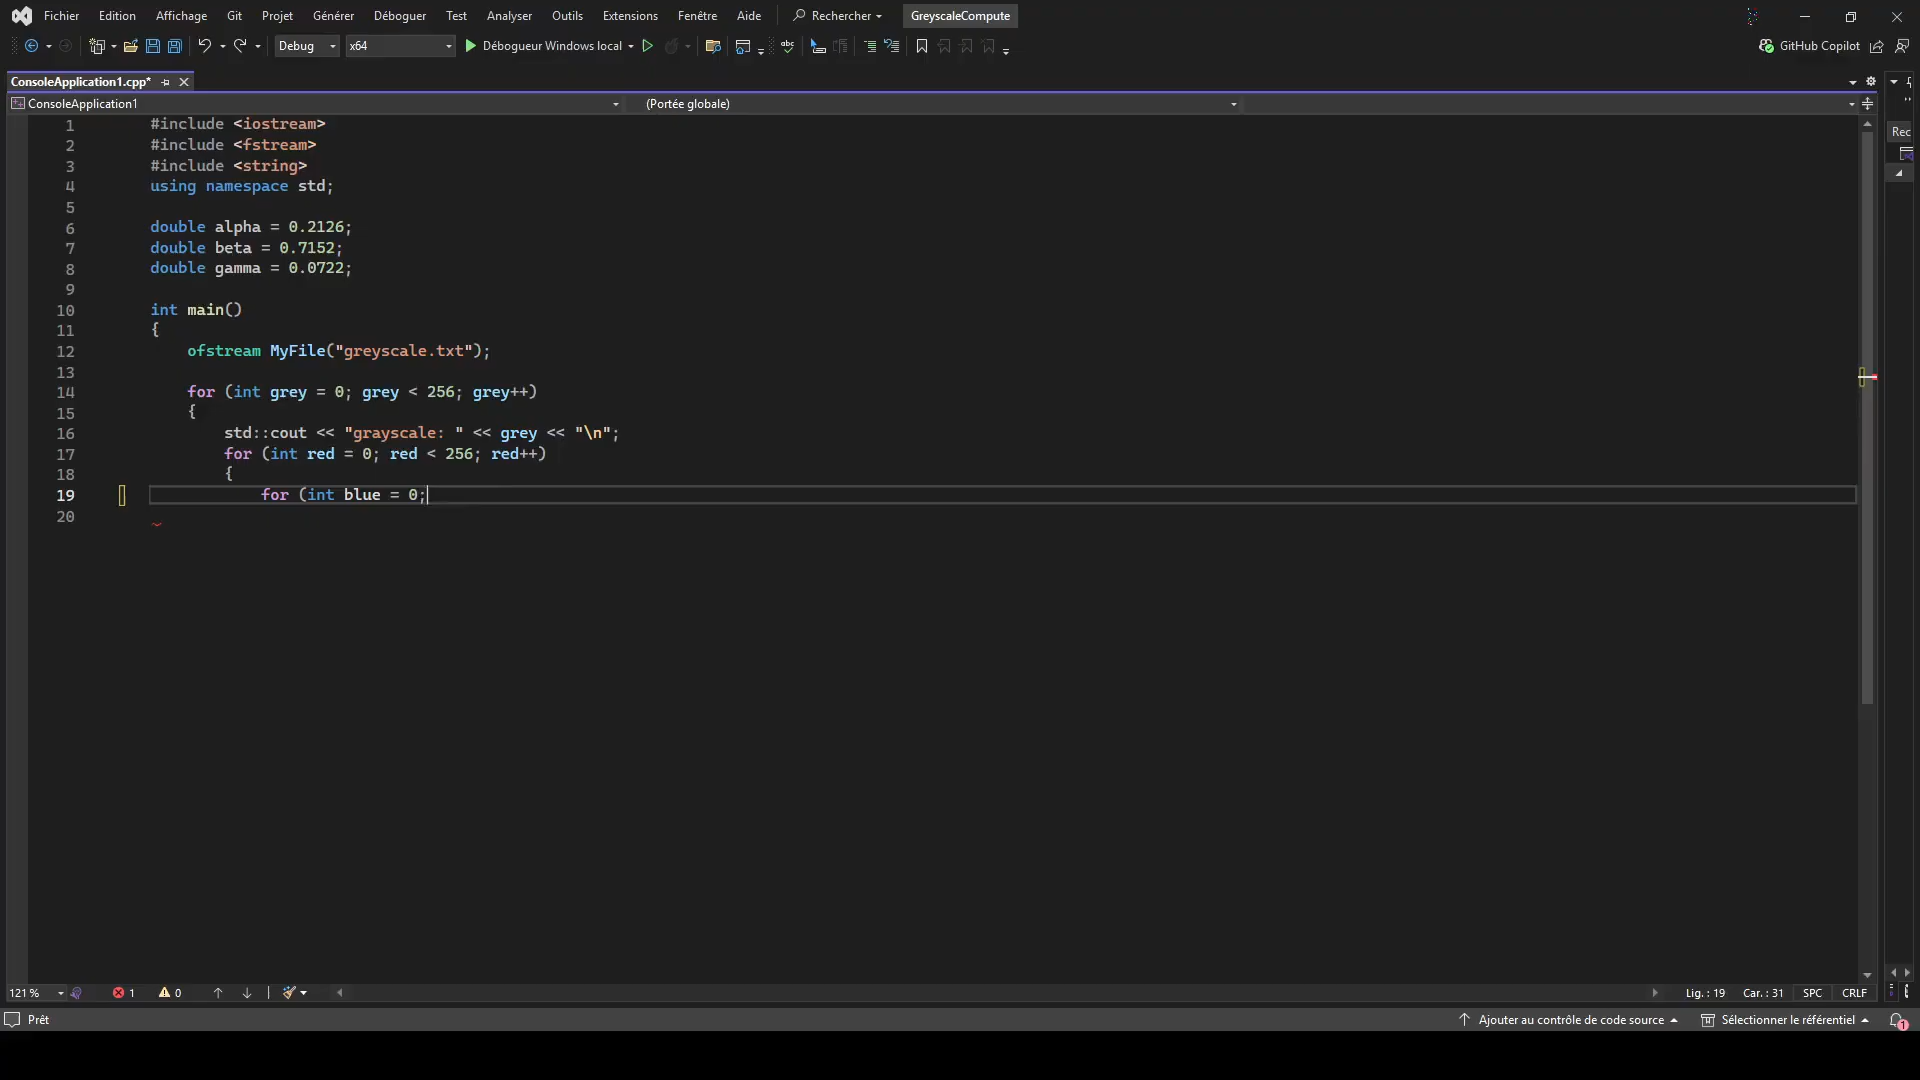 Fichier Edition Affichage Git Projet Générer Déboguer Test Analyser Outils Extensions Fenêtre Aide Rechercher GreyscaleCompute
Debug x64 Débogueur Windows local abc GitHub Copilot
ConsoleApplication1.cpp*
ConsoleApplication1 (Portée globale)
Rec
1 #include <iostream>
2 #include <fstream>
3 #include <string>
4 using namespace std;
5
6 double alpha = 0.2126;
7 double beta = 0.7152;
8 double gamma = 0.0722;
9
10 int main()
11 {
12 ofstream MyFile("greyscale.txt");
13
14 for (int grey = 0; grey < 256; grey++)
15 {
16 std::cout << "grayscale: " << grey << "\n";
17 for (int red = 0; red < 256; red++)
18 {
19 for (int blue = 0;
20
121 % 1 0 Lig. : 19 Car. : 31 SPC CRLF
Prêt Ajouter au contrôle de code source Sélectionner le référentiel 1